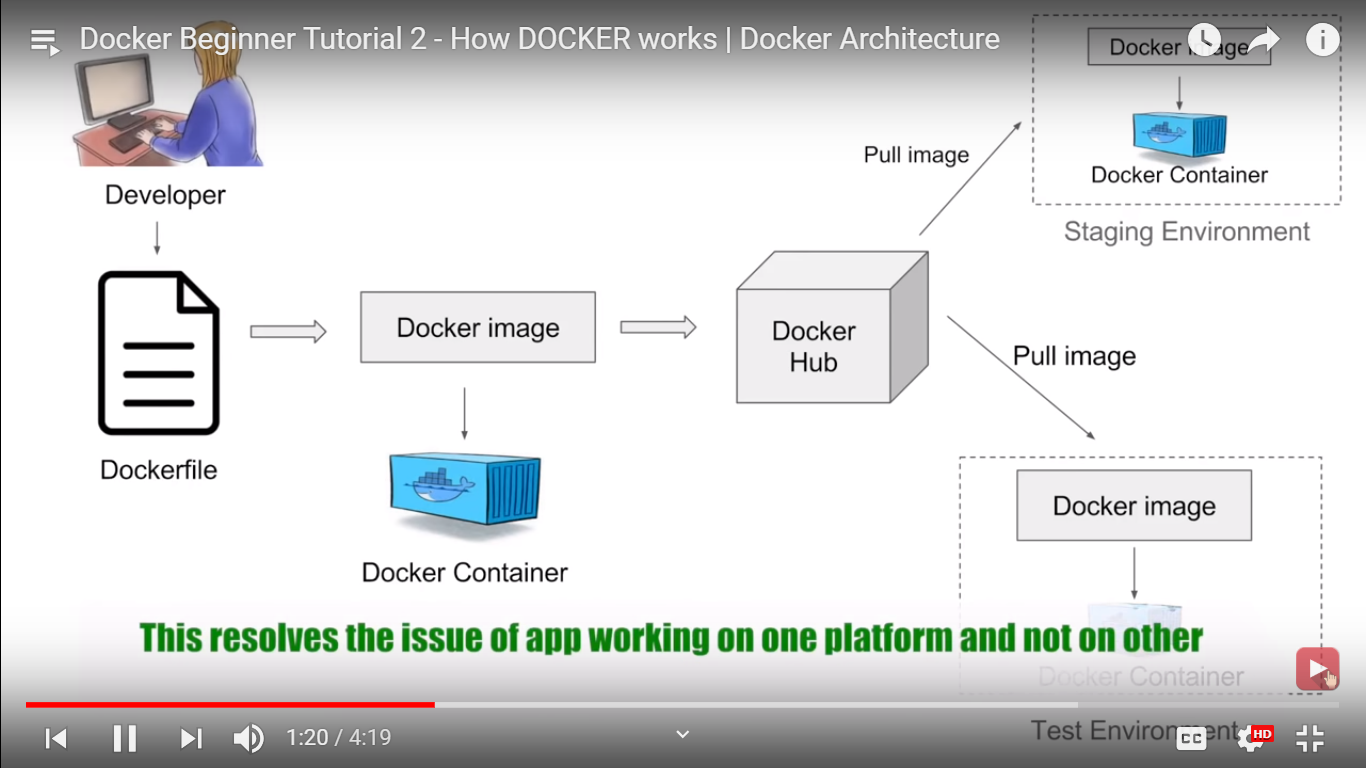 Docker Beginner Tutorial 2 - How DOCKER works | Docker Architecture
Docker image
Docker Container
Staging Environment
Pull image
Developer
Dockerfile
Docker image
Docker Container
Docker
Hub
Pull image
Docker image
Docker Container
Test Environment
This resolves the issue of app working on one platform and not on other
1:20 / 4:19
CC
HD